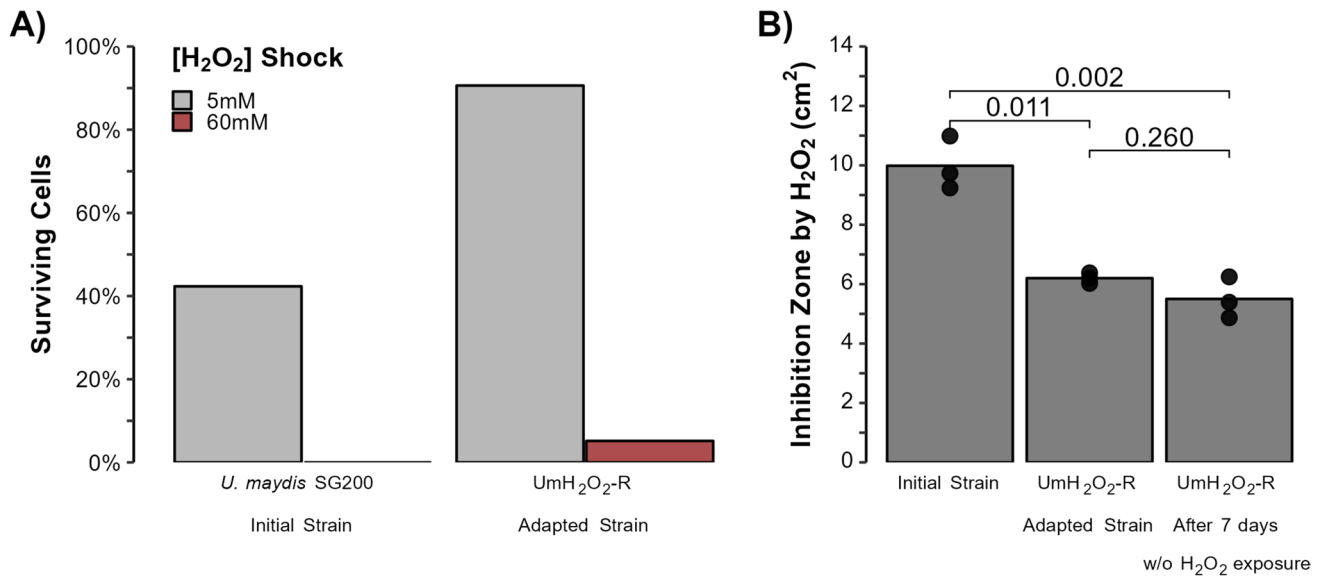 A)
[H₂O₂] Shock
5mM
60mM
Surviving Cells
100%
80%
60%
40%
20%
0%
U. maydis SG200
Initial Strain
UmH₂O₂-R
Adapted Strain
B)
Inhibition Zone by H₂O₂ (cm²)
14
12
10
8
6
4
2
0
0.002
0.011
0.260
Initial Strain
UmH₂O₂-R
Adapted Strain
UmH₂O₂-R
After 7 days
w/o H₂O₂ exposure